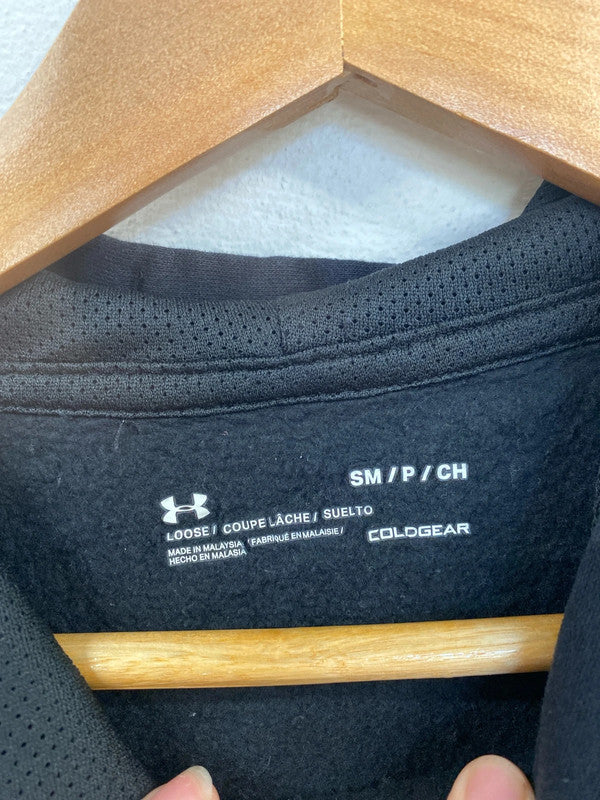 SM / P / CH
LOOSE / COUPE LÂCHE / SUELTO
MADE IN MALAYSIA / FABRIQUÉ EN MALAISIE /
HECHO EN MALASIA
COLDGEAR